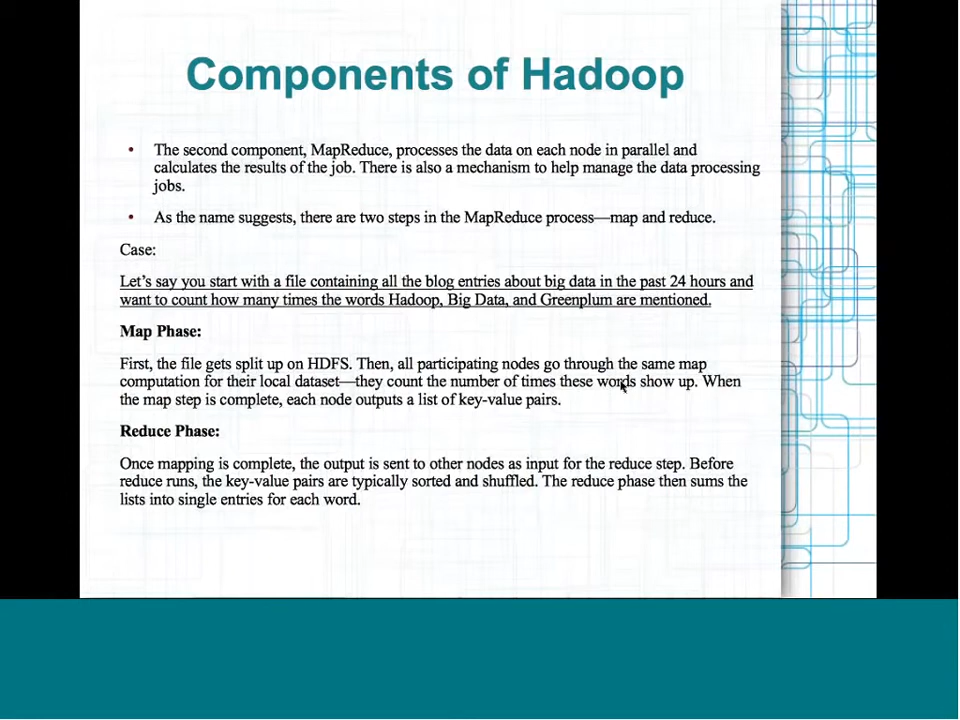 Components of Hadoop
• The second component, MapReduce, processes the data on each node in parallel and
calculates the results of the job. There is also a mechanism to help manage the data processing
jobs.
• As the name suggests, there are two steps in the MapReduce process—map and reduce.
Case:
Let’s say you start with a file containing all the blog entries about big data in the past 24 hours and
want to count how many times the words Hadoop, Big Data, and Greenplum are mentioned.
Map Phase:
First, the file gets split up on HDFS. Then, all participating nodes go through the same map
computation for their local dataset—they count the number of times these words show up. When
the map step is complete, each node outputs a list of key-value pairs.
Reduce Phase:
Once mapping is complete, the output is sent to other nodes as input for the reduce step. Before
reduce runs, the key-value pairs are typically sorted and shuffled. The reduce phase then sums the
lists into single entries for each word.